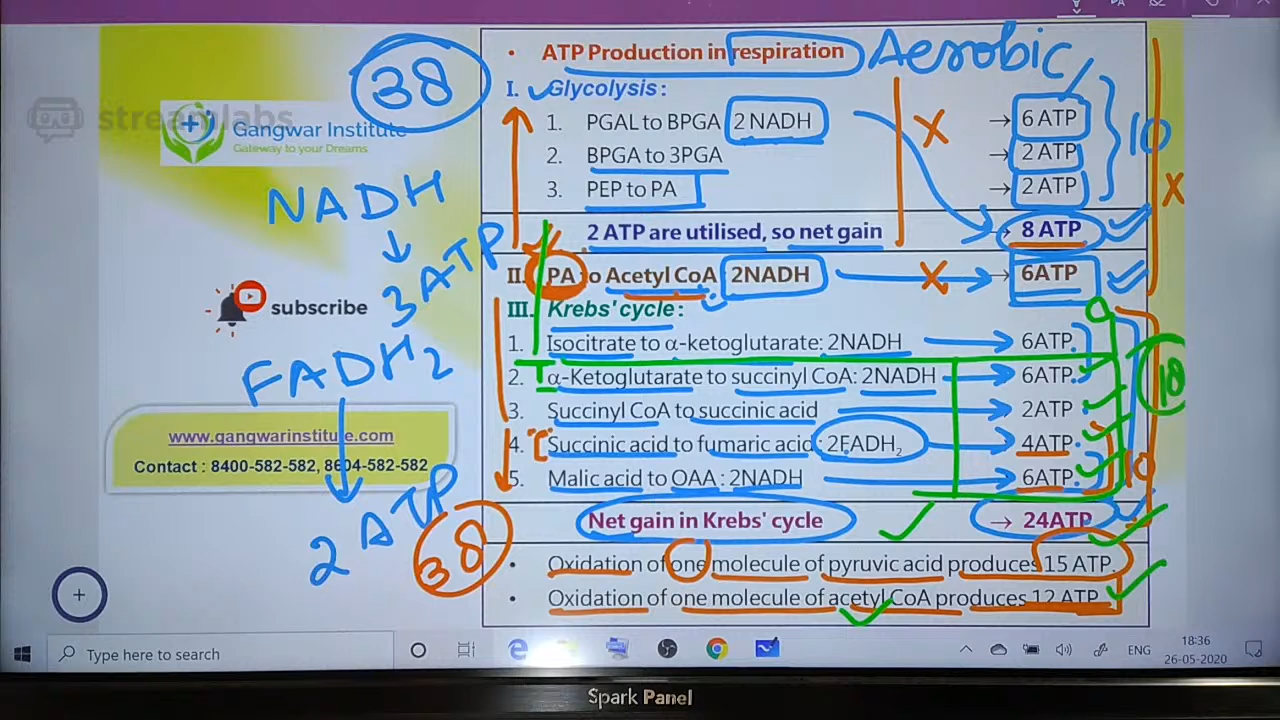 streamlabs
Gangwar Institute
Gateway to your Dreams
38
NADH
3ATP
subscribe
FADH2
2 ATP
38
www.gangwarinstitute.com
Contact : 8400-582-582, 8604-582-582
• ATP Production in respiration Aerobic
I. Glycolysis :
1. PGAL to BPGA 2 NADH → 6 ATP
2. BPGA to 3PGA → 2 ATP
3. PEP to PA → 2 ATP
10
2 ATP are utilised, so net gain → 8 ATP
II. PA to Acetyl CoA : 2NADH → 6ATP
III. Krebs' cycle :
1. Isocitrate to α-ketoglutarate: 2NADH 6ATP
2. α-Ketoglutarate to succinyl CoA: 2NADH 6ATP
3. Succinyl CoA to succinic acid 2ATP
4. Succinic acid to fumaric acid : 2FADH₂ 4ATP
5. Malic acid to OAA : 2NADH 6ATP
18
10
Net gain in Krebs' cycle → 24ATP
• Oxidation of one molecule of pyruvic acid produces 15 ATP.
• Oxidation of one molecule of acetyl CoA produces 12 ATP
Type here to search
ENG
18:36
26-05-2020
Spark Panel